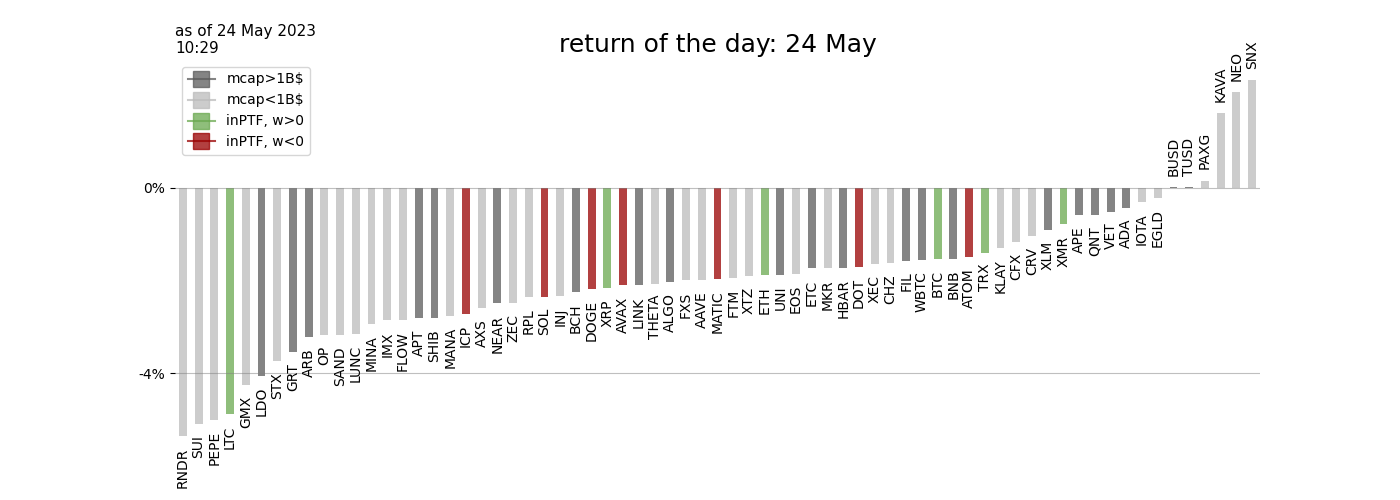 as of 24 May 2023
10:29
return of the day: 24 May
mcap>1B$
mcap<1B$
inPTF, w>0
inPTF, w<0
0%
-4%
RNDR
SUI
PEPE
LTC
GMX
LDO
STX
GRT
ARB
OP
SAND
LUNC
MINA
IMX
FLOW
APT
SHIB
MANA
ICP
AXS
NEAR
ZEC
RPL
SOL
INJ
BCH
DOGE
XRP
AVAX
LINK
THETA
ALGO
FXS
AAVE
MATIC
FTM
XTZ
ETH
UNI
EOS
ETC
MKR
HBAR
DOT
XEC
CHZ
FIL
WBTC
BTC
BNB
ATOM
TRX
KLAY
CFX
CRV
XLM
XMR
APE
QNT
VET
ADA
IOTA
EGLD
BUSD
TUSD
PAXG
KAVA
NEO
SNX